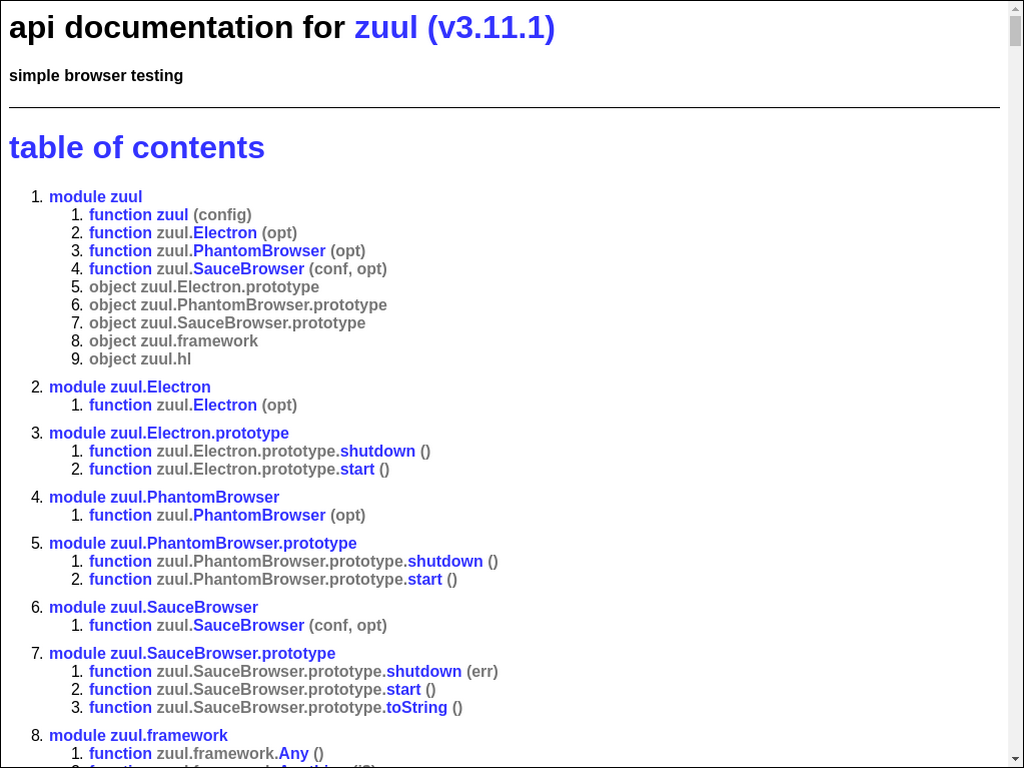 api documentation for zuul (v3.11.1)
simple browser testing
table of contents
1. module zuul
1. function zuul (config)
2. function zuul.Electron (opt)
3. function zuul.PhantomBrowser (opt)
4. function zuul.SauceBrowser (conf, opt)
5. object zuul.Electron.prototype
6. object zuul.PhantomBrowser.prototype
7. object zuul.SauceBrowser.prototype
8. object zuul.framework
9. object zuul.hl
2. module zuul.Electron
1. function zuul.Electron (opt)
3. module zuul.Electron.prototype
1. function zuul.Electron.prototype.shutdown ()
2. function zuul.Electron.prototype.start ()
4. module zuul.PhantomBrowser
1. function zuul.PhantomBrowser (opt)
5. module zuul.PhantomBrowser.prototype
1. function zuul.PhantomBrowser.prototype.shutdown ()
2. function zuul.PhantomBrowser.prototype.start ()
6. module zuul.SauceBrowser
1. function zuul.SauceBrowser (conf, opt)
7. module zuul.SauceBrowser.prototype
1. function zuul.SauceBrowser.prototype.shutdown (err)
2. function zuul.SauceBrowser.prototype.start ()
3. function zuul.SauceBrowser.prototype.toString ()
8. module zuul.framework
1. function zuul.framework.Any ()